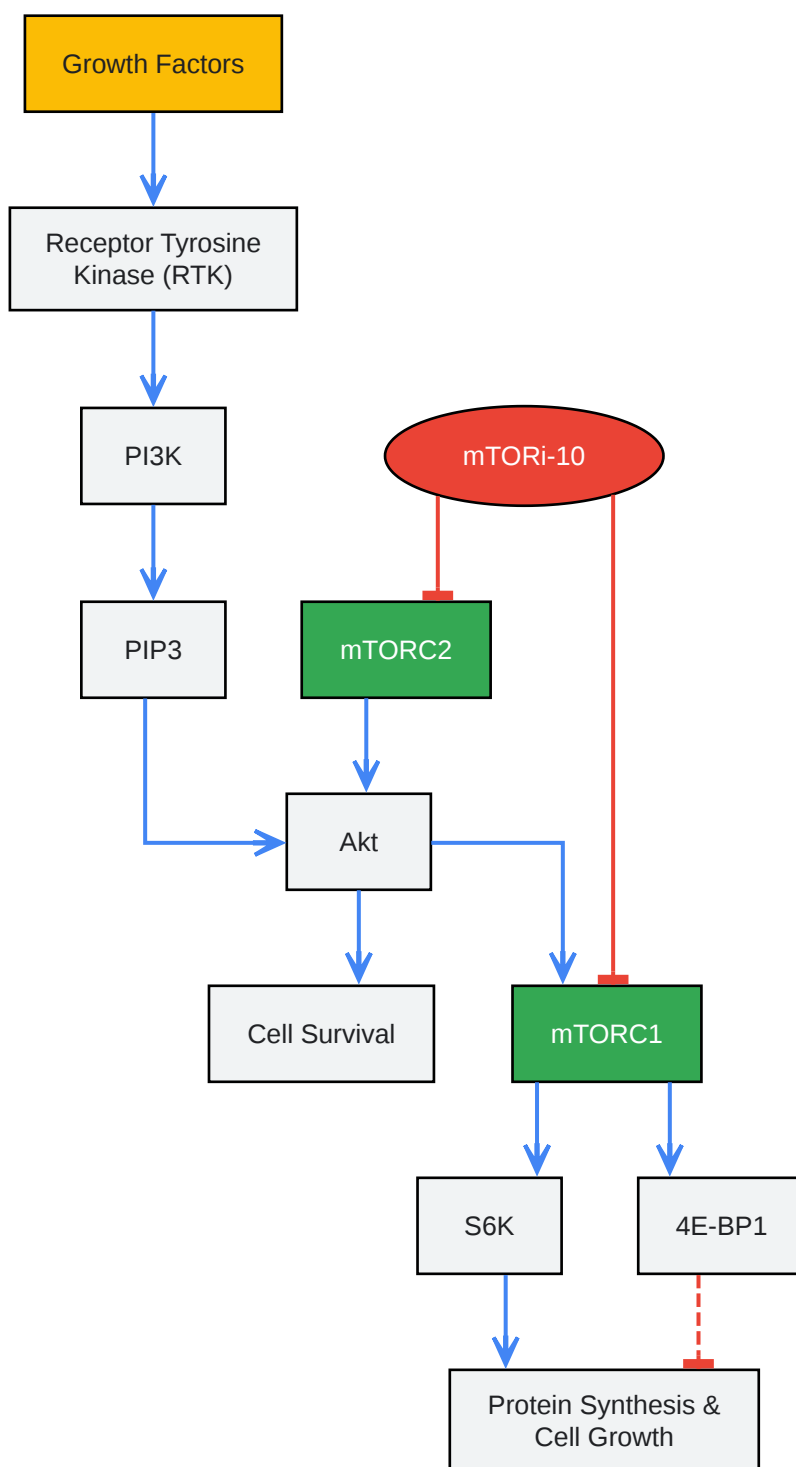 Growth Factors
Receptor Tyrosine
Kinase (RTK)
PI3K
mTORi-10
PIP3
mTORC2
Akt
Cell Survival
mTORC1
S6K
4E-BP1
Protein Synthesis &
Cell Growth